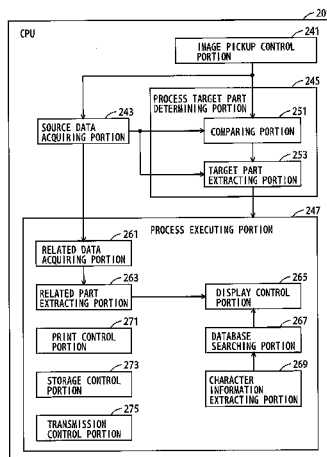 20
CPU
241
IMAGE PICKUP CONTROL
PORTION
245
PROCESS TARGET PART
DETERMINING PORTION
243
SOURCE DATA
ACQUIRING PORTION
251
COMPARING PORTION
253
TARGET PART
EXTRACTING PORTION
247
PROCESS EXECUTING PORTION
261
RELATED DATA
ACQUIRING PORTION
263
RELATED PART
EXTRACTING PORTION
265
DISPLAY CONTROL
PORTION
267
DATABASE
SEARCHING PORTION
269
CHARACTER
INFORMATION
EXTRACTING PORTION
271
PRINT CONTROL
PORTION
273
STORAGE CONTROL
PORTION
275
TRANSMISSION
CONTROL PORTION